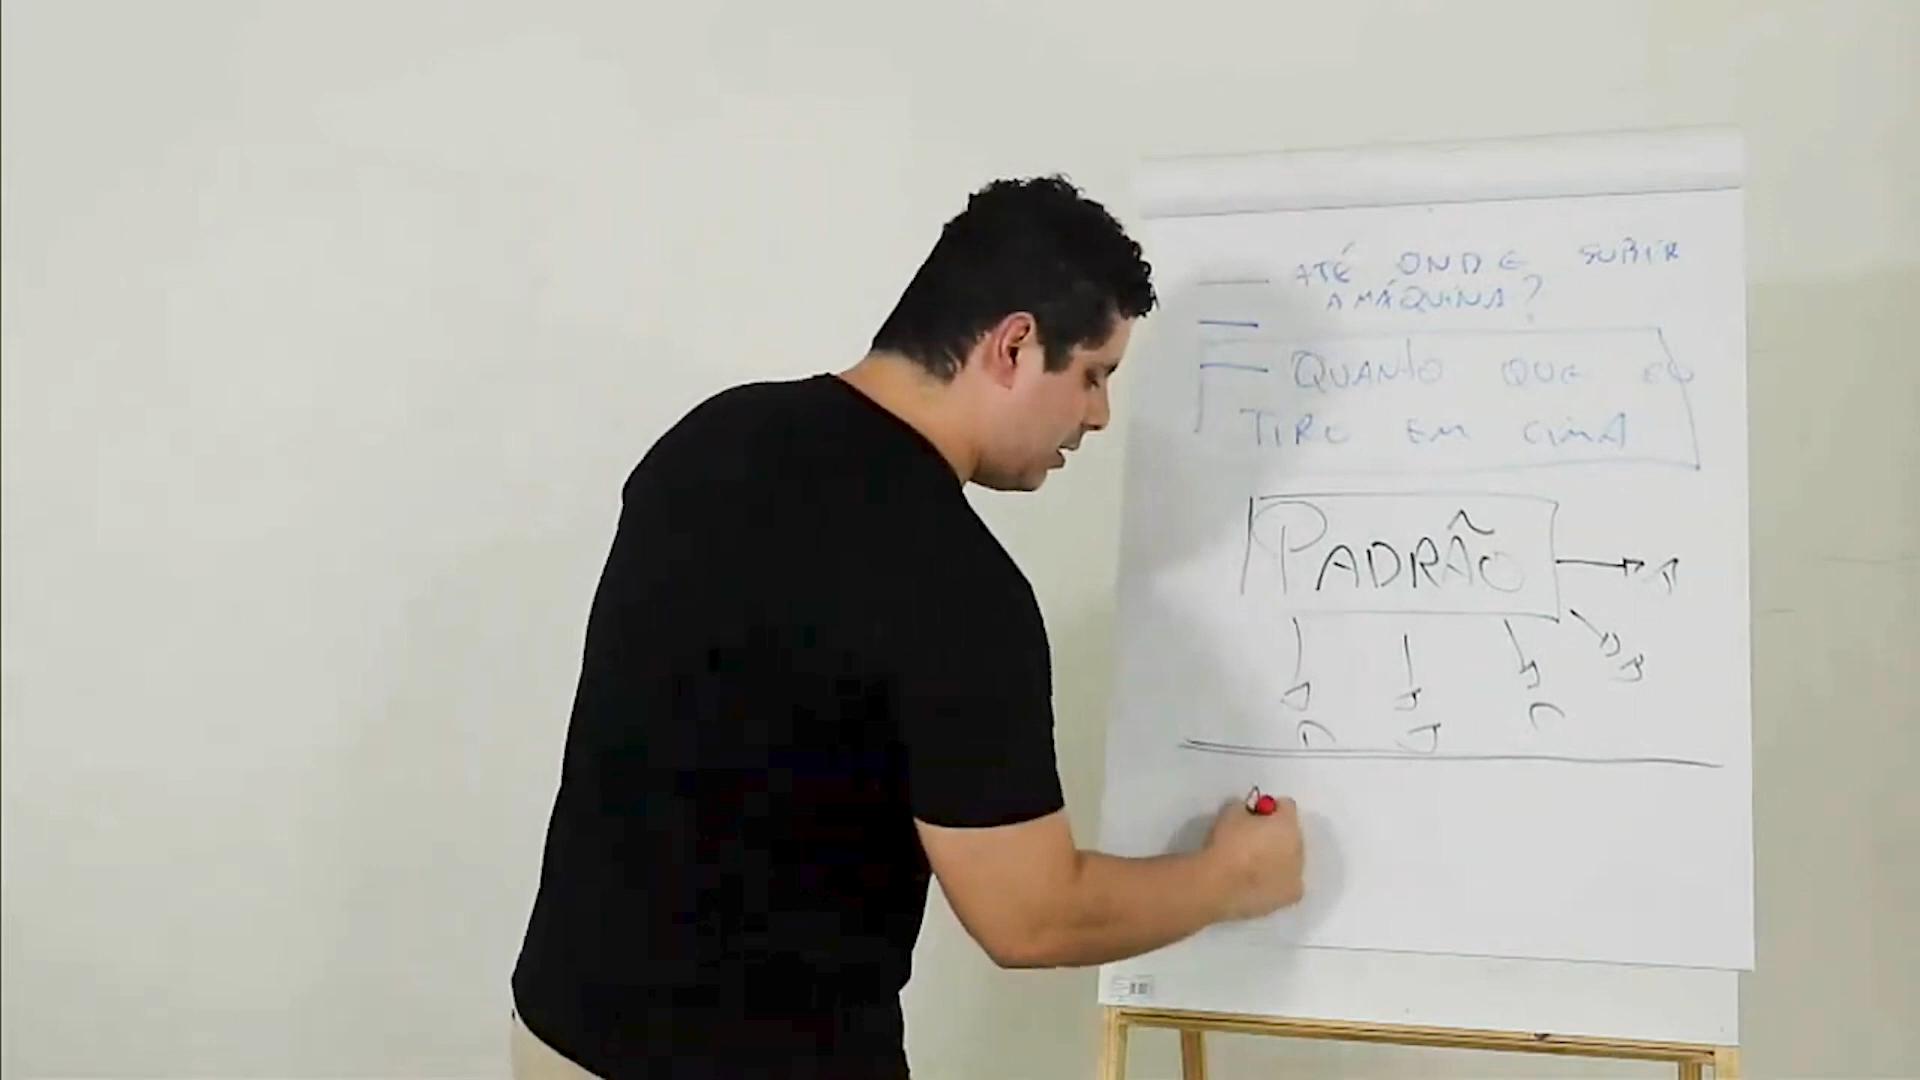 ATÉ ONDE SUBIR
A MÁQUINA?
QUANTO QUE EU
TIRO EM CIMA
PADRÃO